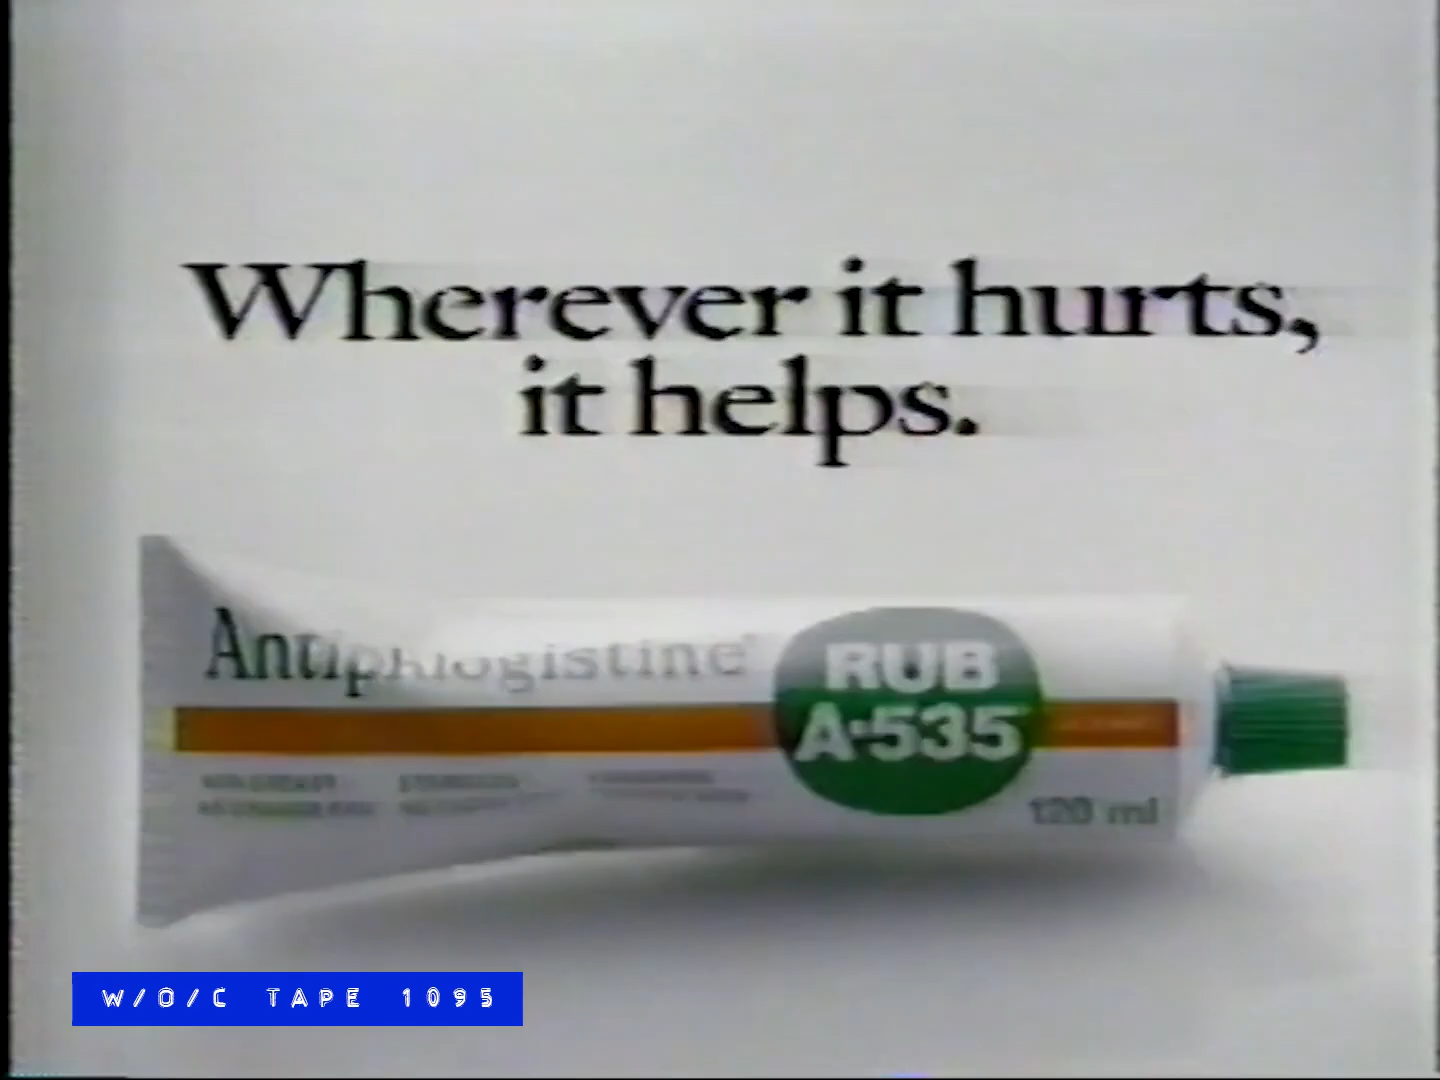 Wherever it hurts,
it helps.
Antiphlogistine
RUB
A·535
120 ml
W/O/C TAPE 1095